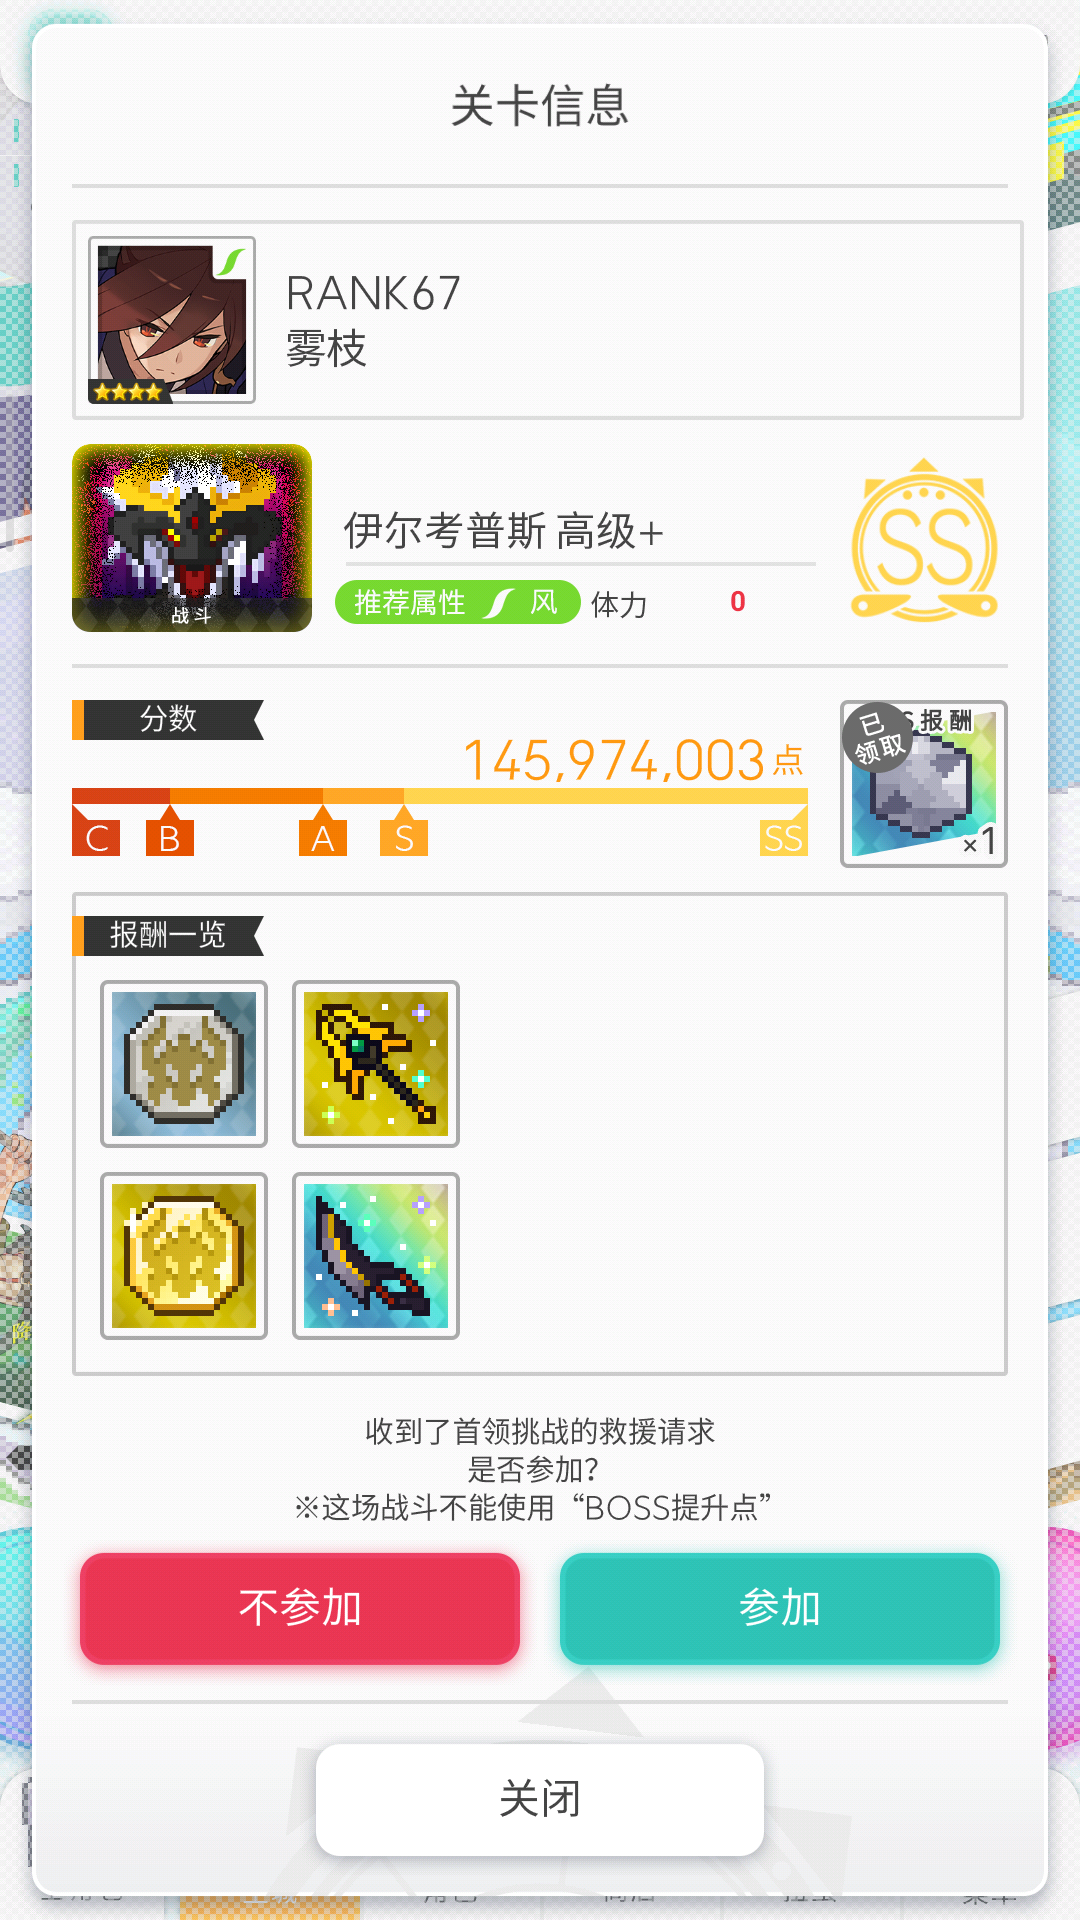 关卡信息
RANK67
雾枝
战斗
伊尔考普斯 高级+
推荐属性 风 体力 0
SS
分数
145,974,003点
C B A S SS
已领取
报酬
×1
报酬一览
收到了首领挑战的救援请求
是否参加?
※这场战斗不能使用“BOSS提升点”
不参加
参加
关闭